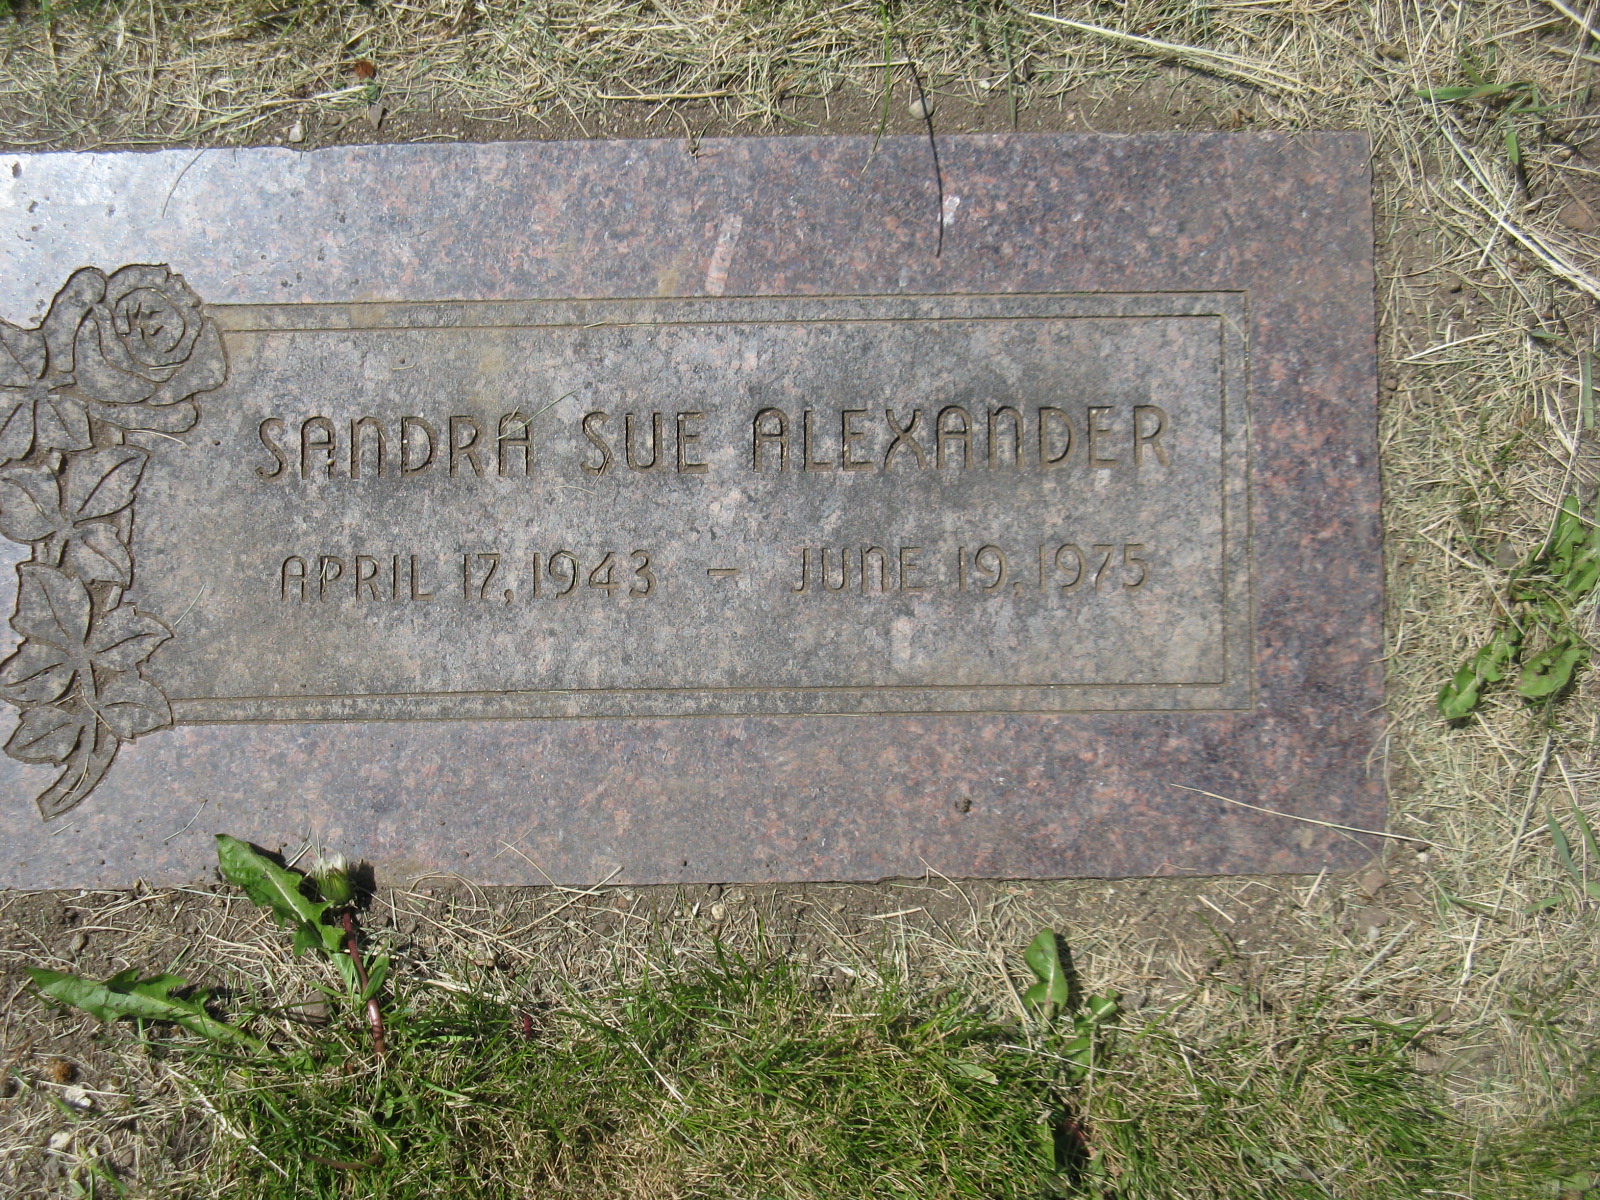 SANDRA SUE ALEXANDER
APRIL 17, 1943 – JUNE 19, 1975